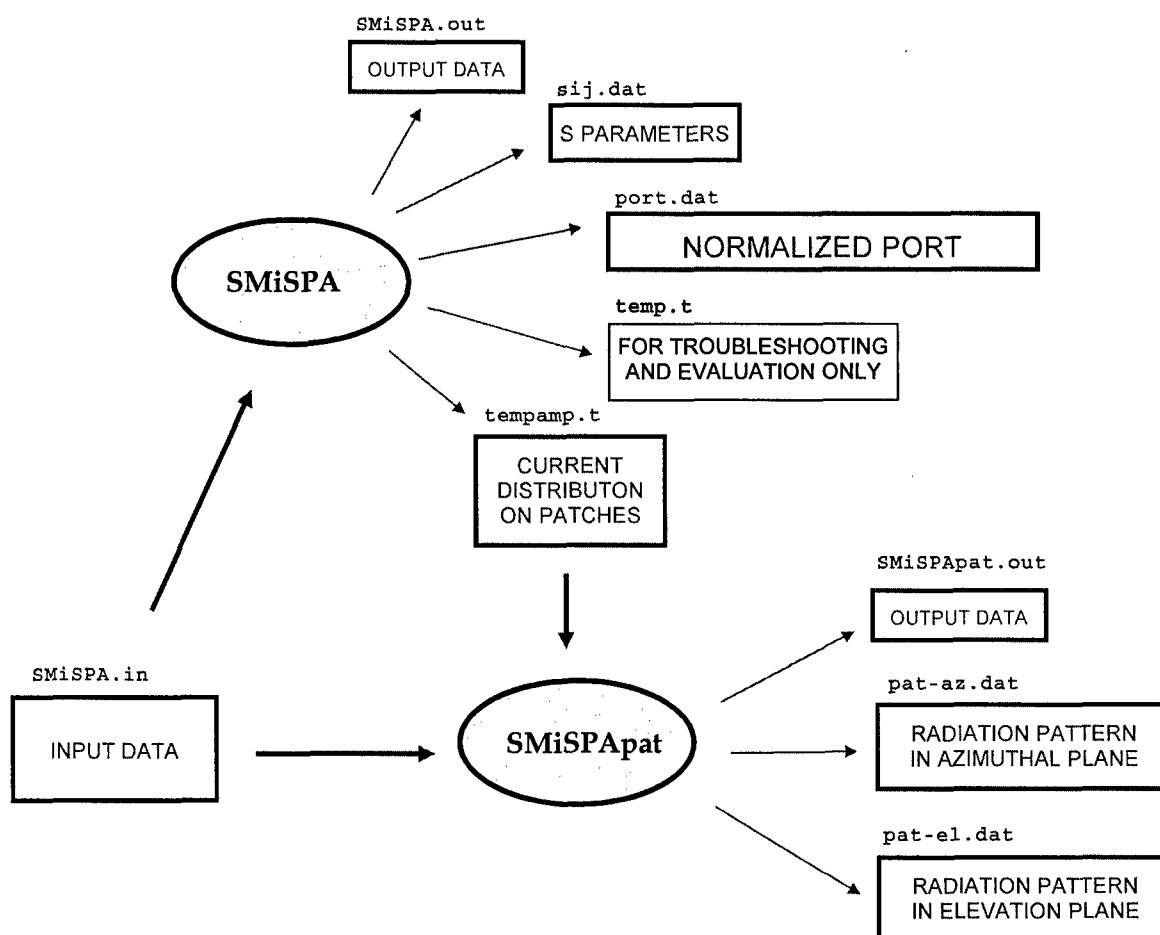 SMiSPA.out
OUTPUT DATA
sij.dat
S PARAMETERS
port.dat
NORMALIZED PORT
SMiSPA
temp.t
FOR TROUBLESHOOTING
AND EVALUATION ONLY
tempamp.t
CURRENT
DISTRIBUTON
ON PATCHES
SMiSPApat.out
OUTPUT DATA
SMiSPA.in
INPUT DATA
SMiSPApat
pat-az.dat
RADIATION PATTERN
IN AZIMUTHAL PLANE
pat-el.dat
RADIATION PATTERN
IN ELEVATION PLANE